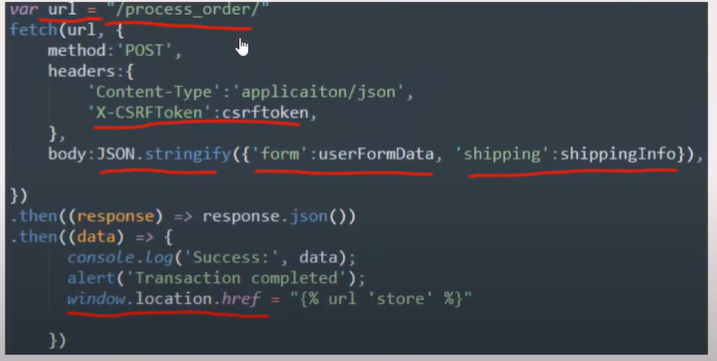 var url = "/process_order/"
fetch(url, {
method:'POST',
headers:{
'Content-Type':'applicaiton/json',
'X-CSRFToken':csrftoken,
},
body:JSON.stringify({'form':userFormData, 'shipping':shippingInfo}),
})
.then((response) => response.json())
.then((data) => {
console.log('Success:', data);
alert('Transaction completed');
window.location.href = "{% url 'store' %}"
})